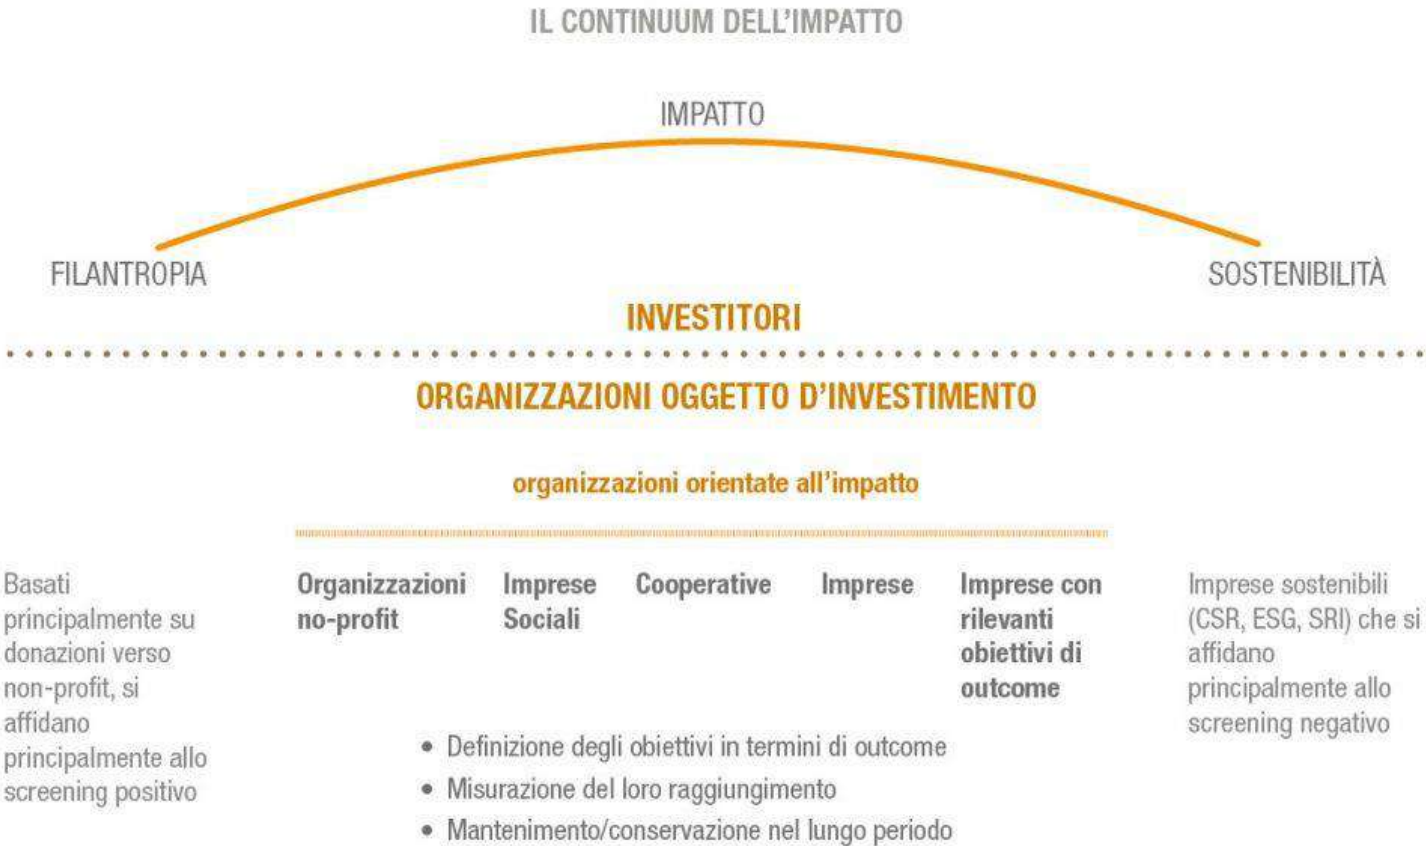 IL CONTINUUM DELL'IMPATTO
IMPATTO
FILANTROPIA
SOSTENIBILITÀ
INVESTITORI
ORGANIZZAZIONI OGGETTO D'INVESTIMENTO
organizzazioni orientate all'impatto
Basati
principalmente su
donazioni verso
non-profit, si
affidano
principalmente allo
screening positivo
Organizzazioni
no-profit
Imprese
Sociali
Cooperative
Imprese
Imprese con
rilevanti
obiettivi di
outcome
Imprese sostenibili
(CSR, ESG, SRI) che si
affidano
principalmente allo
screening negativo
• Definizione degli obiettivi in termini di outcome
• Misurazione del loro raggiungimento
• Mantenimento/conservazione nel lungo periodo